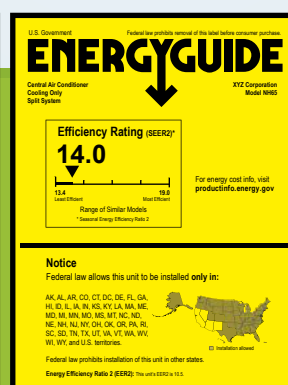 U.S. Government
Federal law prohibits removal of this label before consumer purchase.
ENERGYGUIDE
Central Air Conditioner
Cooling Only
Split System
XYZ Corporation
Model NH65
Efficiency Rating (SEER2)*
14.0
13.4
Least Efficient
19.0
Most Efficient
Range of Similar Models
* Seasonal Energy Efficiency Ratio 2
For energy cost info, visit
productinfo.energy.gov
Notice
Federal law allows this unit to be installed only in:
AK, AL, AR, CO, CT, DC, DE, FL, GA,
HI, ID, IL, IA, IN, KS, KY, LA, MA, ME,
MD, MI, MN, MO, MS, MT, NC, ND,
NE, NH, NJ, NY, OH, OK, OR, PA, RI,
SC, SD, TN, TX, UT, VA, VT, WA, WV,
WI, WY, and U.S. territories.
Installation allowed
Federal law prohibits installation of this unit in other states.
Energy Efficiency Ratio 2 (EER2): This unit's EER2 is 10.5.